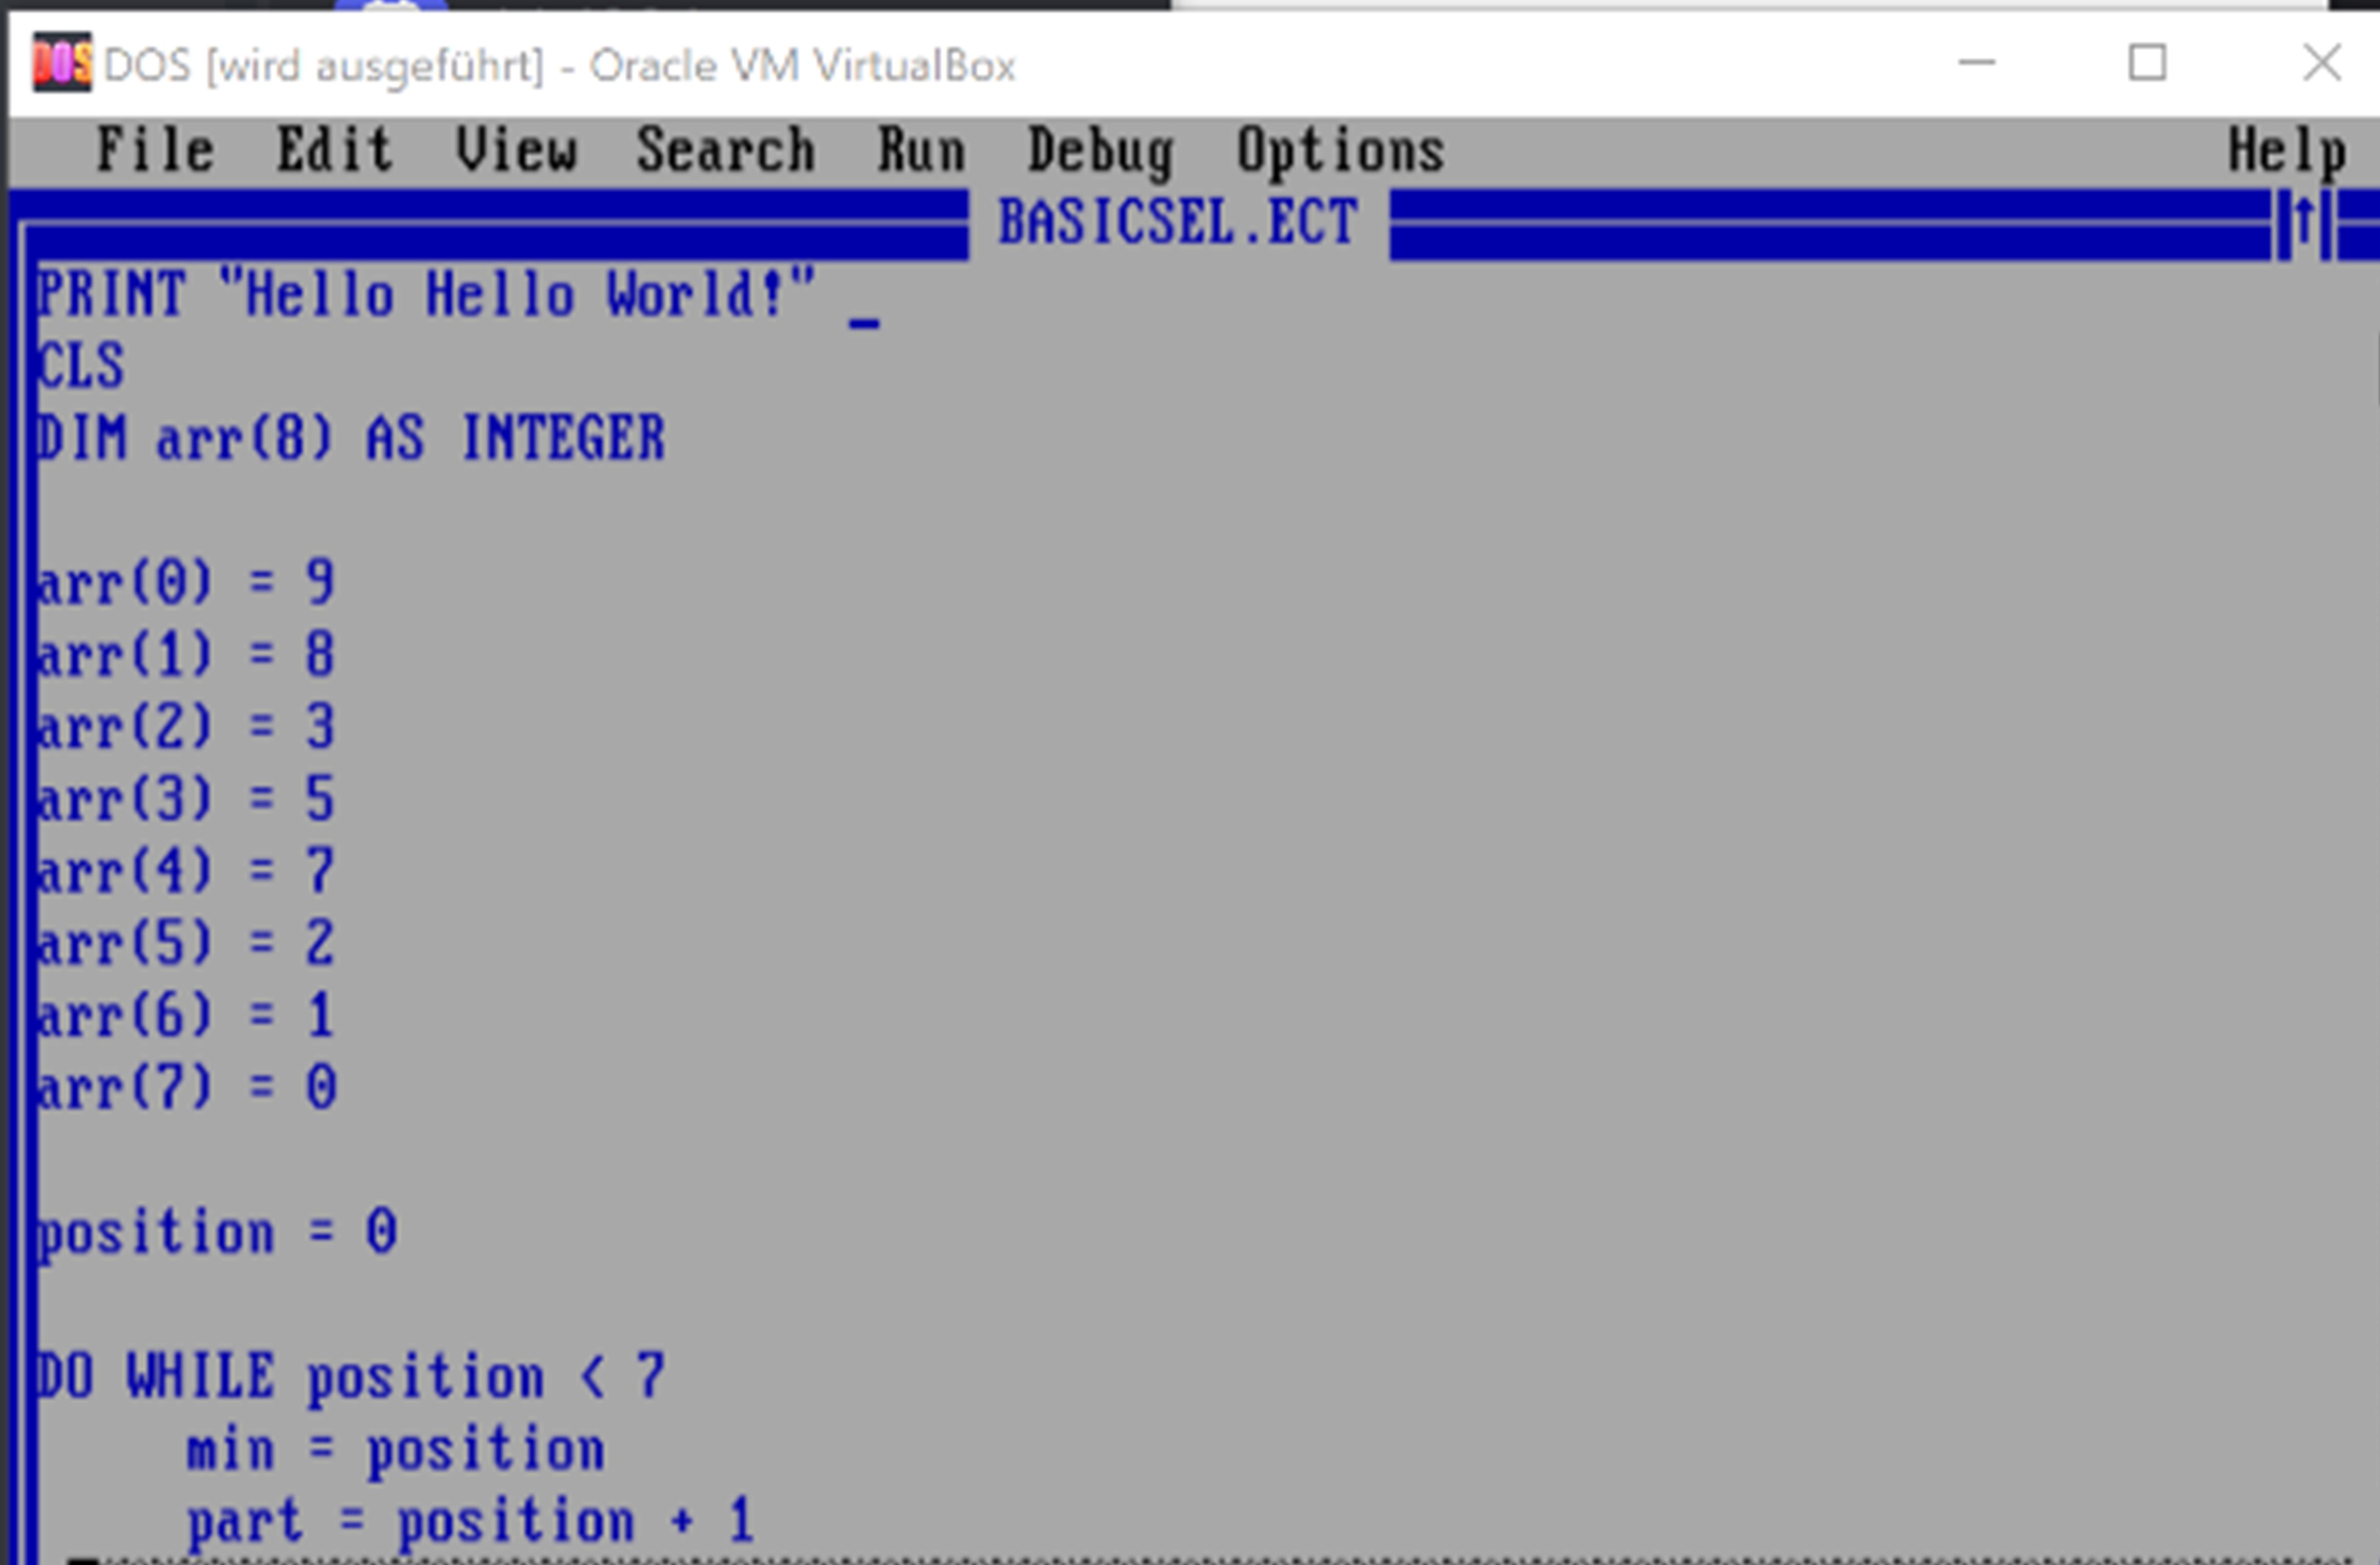 DOS [wird ausgeführt] - Oracle VM VirtualBox
File Edit View Search Run Debug Options Help
BASICSEL.ECT
PRINT "Hello Hello World!"
CLS
DIM arr(8) AS INTEGER
arr(0) = 9
arr(1) = 8
arr(2) = 3
arr(3) = 5
arr(4) = 7
arr(5) = 2
arr(6) = 1
arr(7) = 0
position = 0
DO WHILE position < 7
min = position
part = position + 1